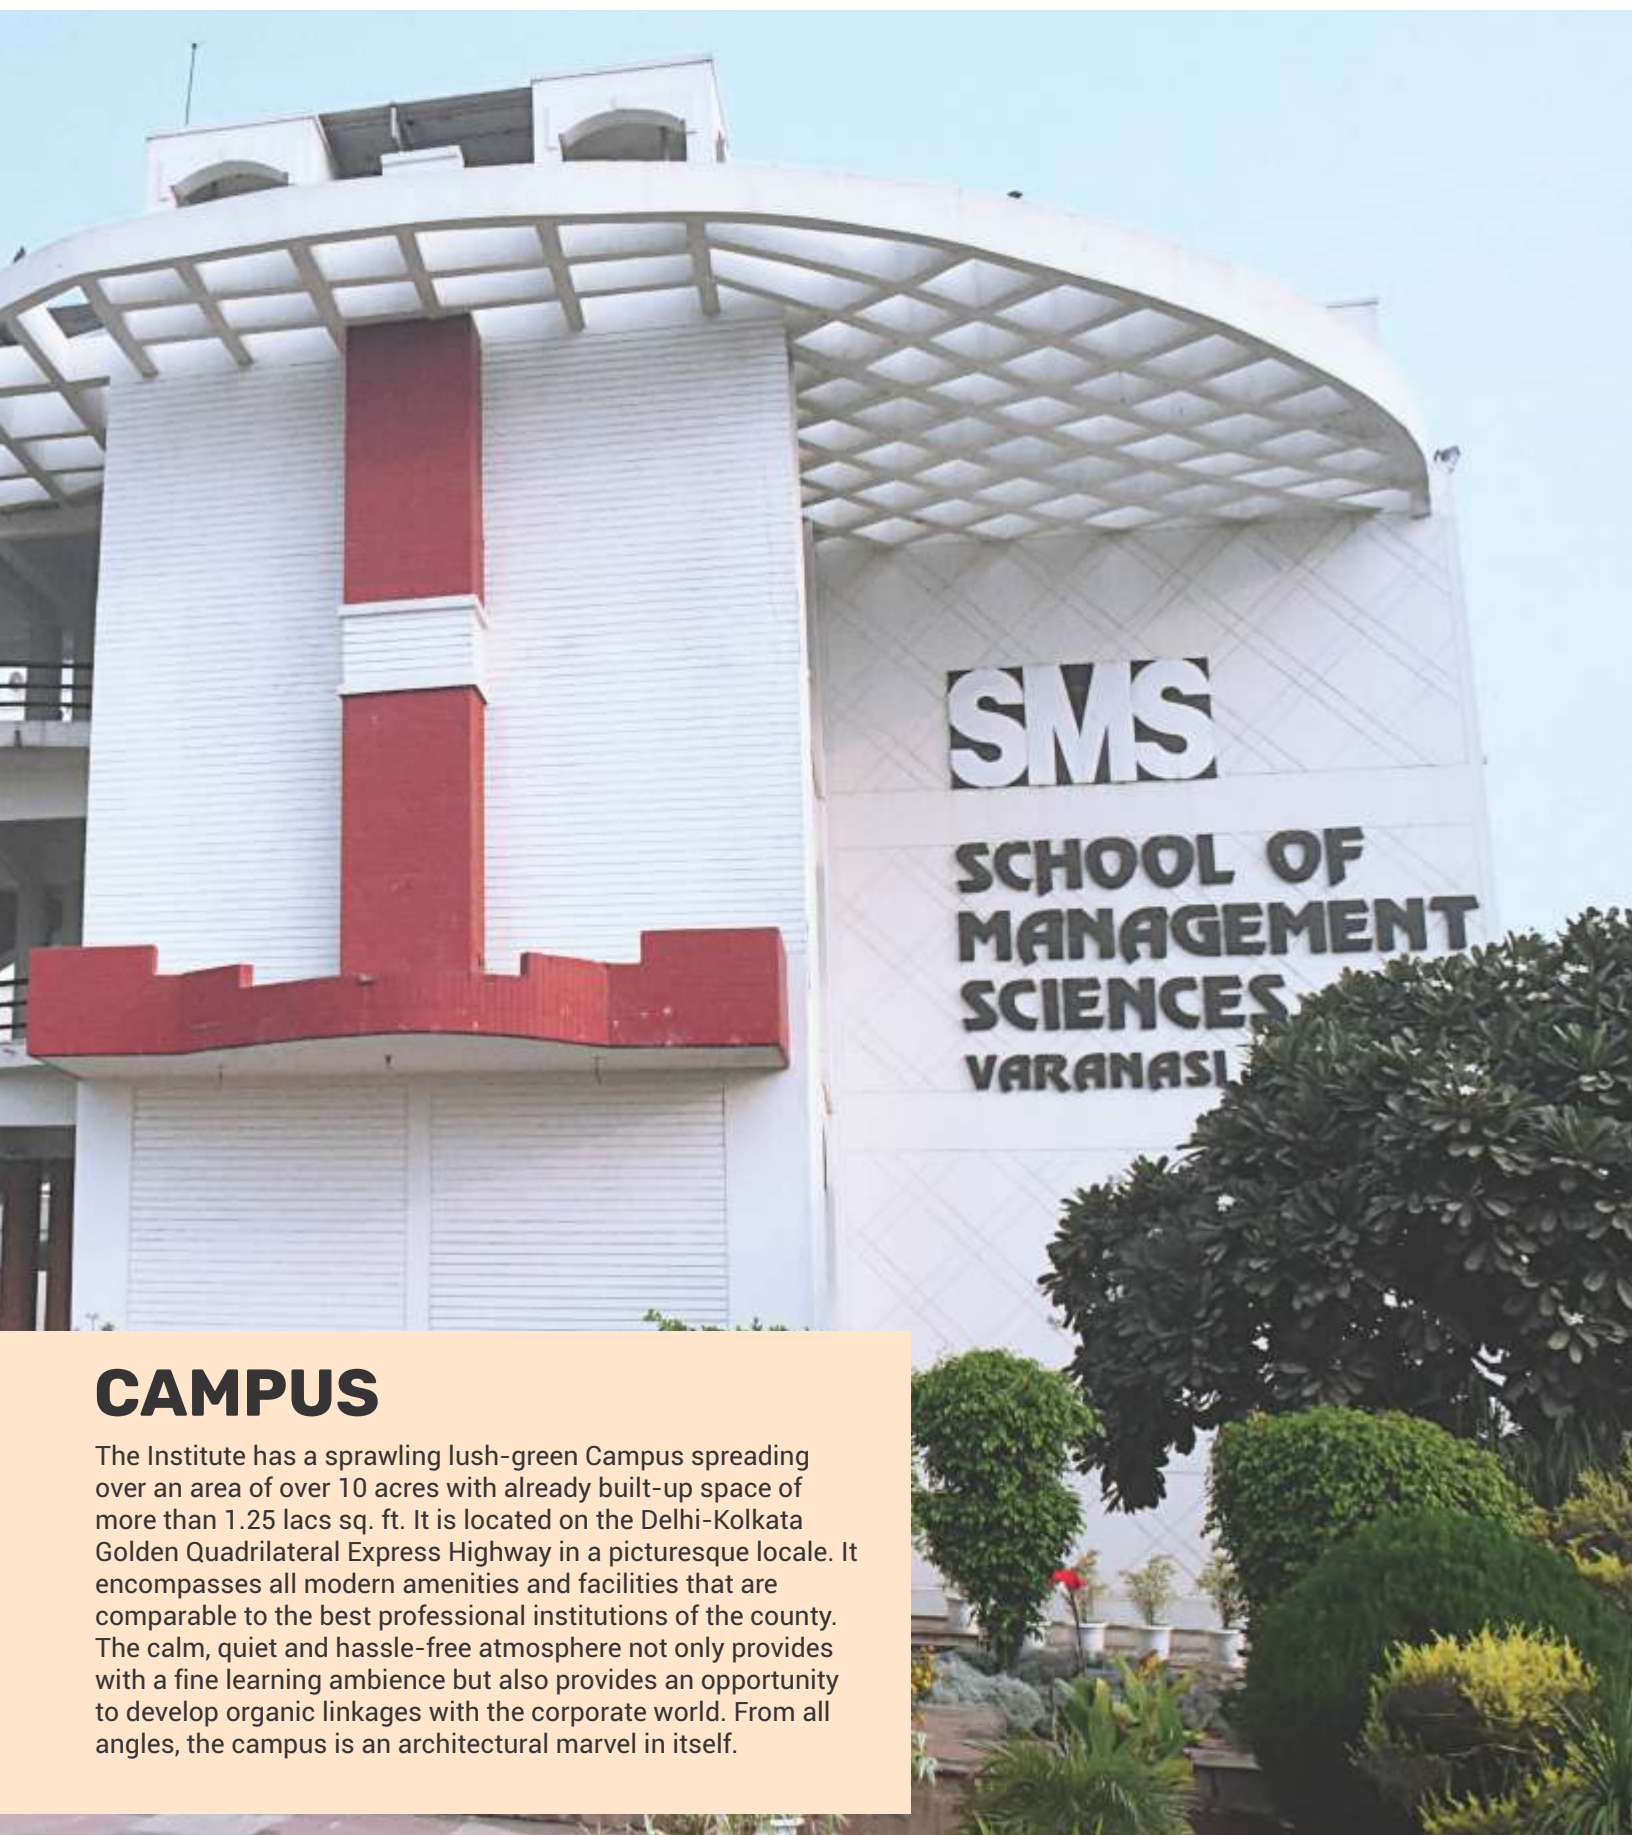 SMS
SCHOOL OF
MANAGEMENT
SCIENCES
VARANASI
CAMPUS
The Institute has a sprawling lush-green Campus spreading
over an area of over 10 acres with already built-up space of
more than 1.25 lacs sq. ft. It is located on the Delhi-Kolkata
Golden Quadrilateral Express Highway in a picturesque locale. It
encompasses all modern amenities and facilities that are
comparable to the best professional institutions of the county.
The calm, quiet and hassle-free atmosphere not only provides
with a fine learning ambience but also provides an opportunity
to develop organic linkages with the corporate world. From all
angles, the campus is an architectural marvel in itself.